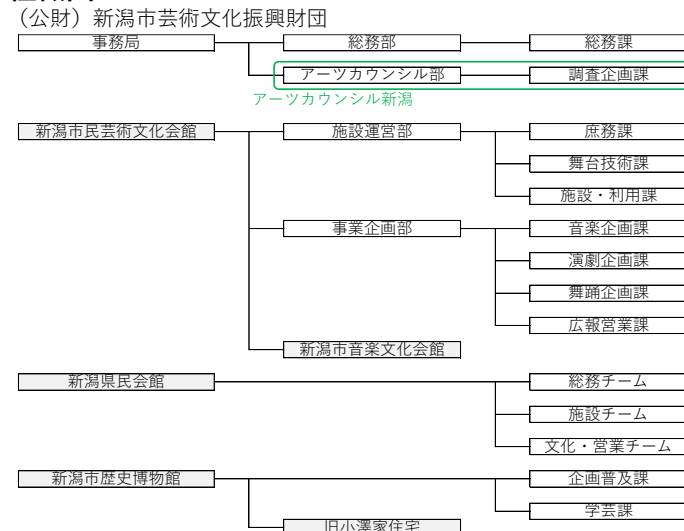 （公財）新潟市芸術文化振興財団
事務局 総務部 総務課
アーツカウンシル部 調査企画課
アーツカウンシル新潟
新潟市民芸術文化会館 施設運営部 庶務課
舞台技術課
施設・利用課
事業企画部 音楽企画課
演劇企画課
舞踊企画課
広報営業課
新潟市音楽文化会館
新潟県民会館 総務チーム
施設チーム
文化・営業チーム
新潟市歴史博物館 企画普及課
学芸課
旧小澤家住宅